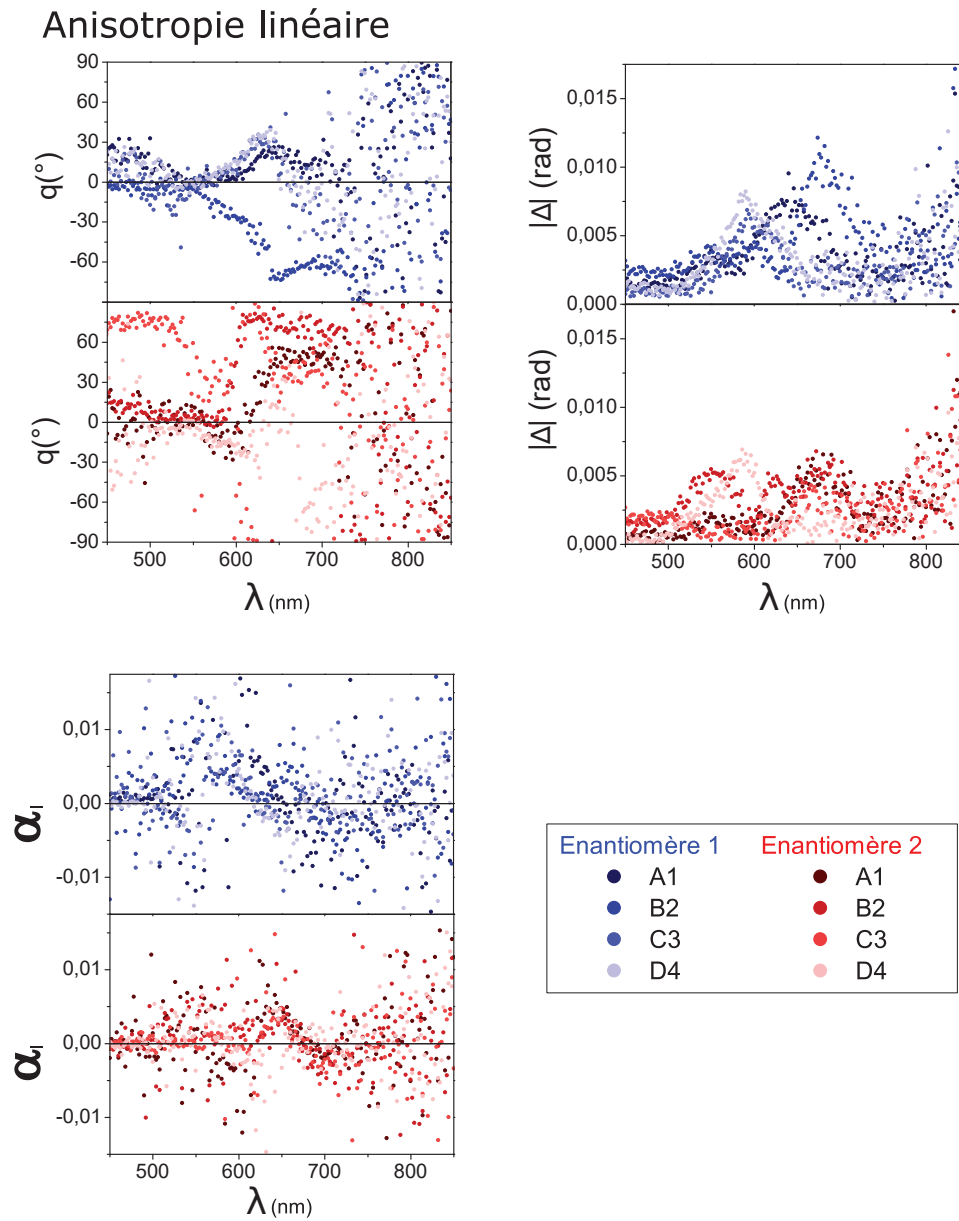 Anisotropie linéaire
90
60
30
0
-30
-60
q(°)
60
30
0
-30
-60
-90
q(°)
500 600 700 800
λ (nm)
0,015
0,010
0,005
0,000
|Δ| (rad)
0,015
0,010
0,005
0,000
|Δ| (rad)
500 600 700 800
λ (nm)
0,01
0,00
-0,01
αI
0,01
0,00
-0,01
αI
500 600 700 800
λ (nm)
Enantiomère 1 Enantiomère 2
A1 A1
B2 B2
C3 C3
D4 D4